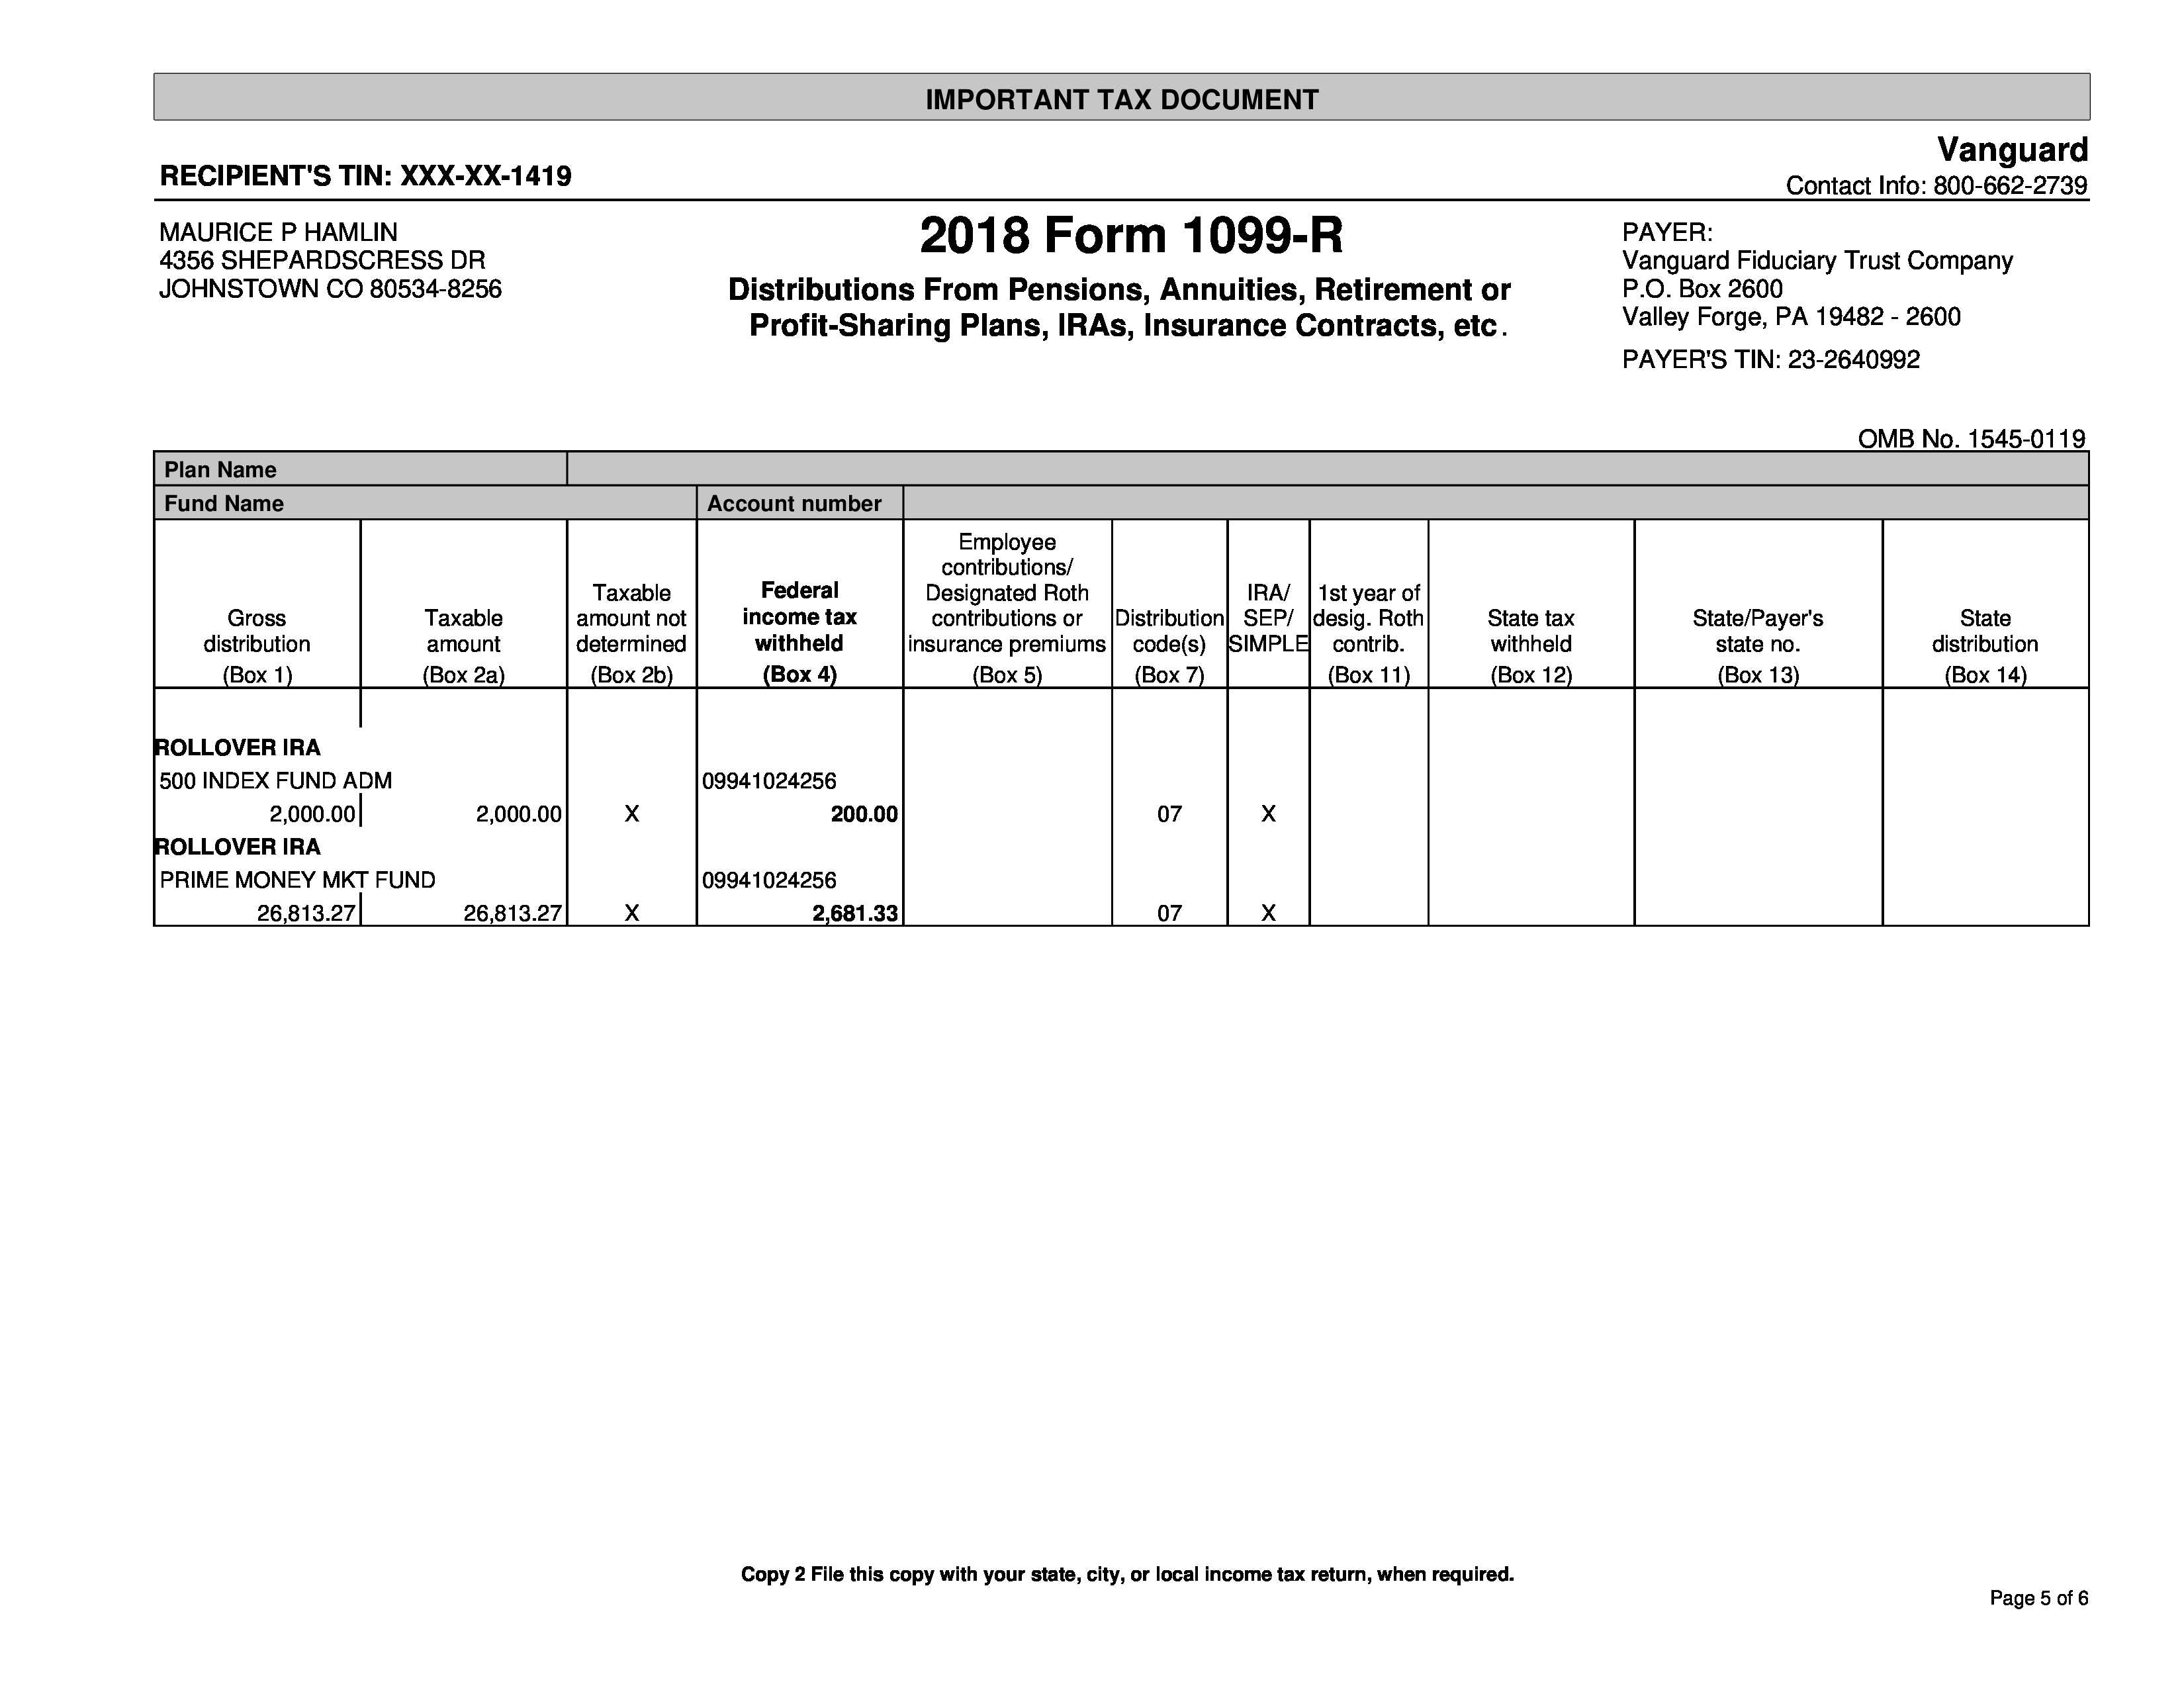 IMPORTANT TAX DOCUMENT
Vanguard
RECIPIENT'S TIN: XXX-XX-1419
Contact Info: 800-662-2739
MAURICE P HAMLIN
4356 SHEPARDSCRESS DR
JOHNSTOWN CO 80534-8256
2018 Form 1099-R
Distributions From Pensions, Annuities, Retirement or
Profit-Sharing Plans, IRAs, Insurance Contracts, etc.
PAYER:
Vanguard Fiduciary Trust Company
P.O. Box 2600
Valley Forge, PA 19482 - 2600
PAYER'S TIN: 23-2640992
OMB No. 1545-0119
Plan Name
Fund Name Account number
Gross
distribution
(Box 1)
Taxable
amount
(Box 2a)
Taxable
amount not
determined
(Box 2b)
Federal
income tax
withheld
(Box 4)
Employee
contributions/
Designated Roth
contributions or
insurance premiums
(Box 5)
Distribution
code(s)
(Box 7)
IRA/
SEP/
SIMPLE
1st year of
desig. Roth
contrib.
(Box 11)
State tax
withheld
(Box 12)
State/Payer's
state no.
(Box 13)
State
distribution
(Box 14)
ROLLOVER IRA
500 INDEX FUND ADM 09941024256
2,000.00 2,000.00 X 200.00 07 X
ROLLOVER IRA
PRIME MONEY MKT FUND 09941024256
26,813.27 26,813.27 X 2,681.33 07 X
Copy 2 File this copy with your state, city, or local income tax return, when required.
Page 5 of 6